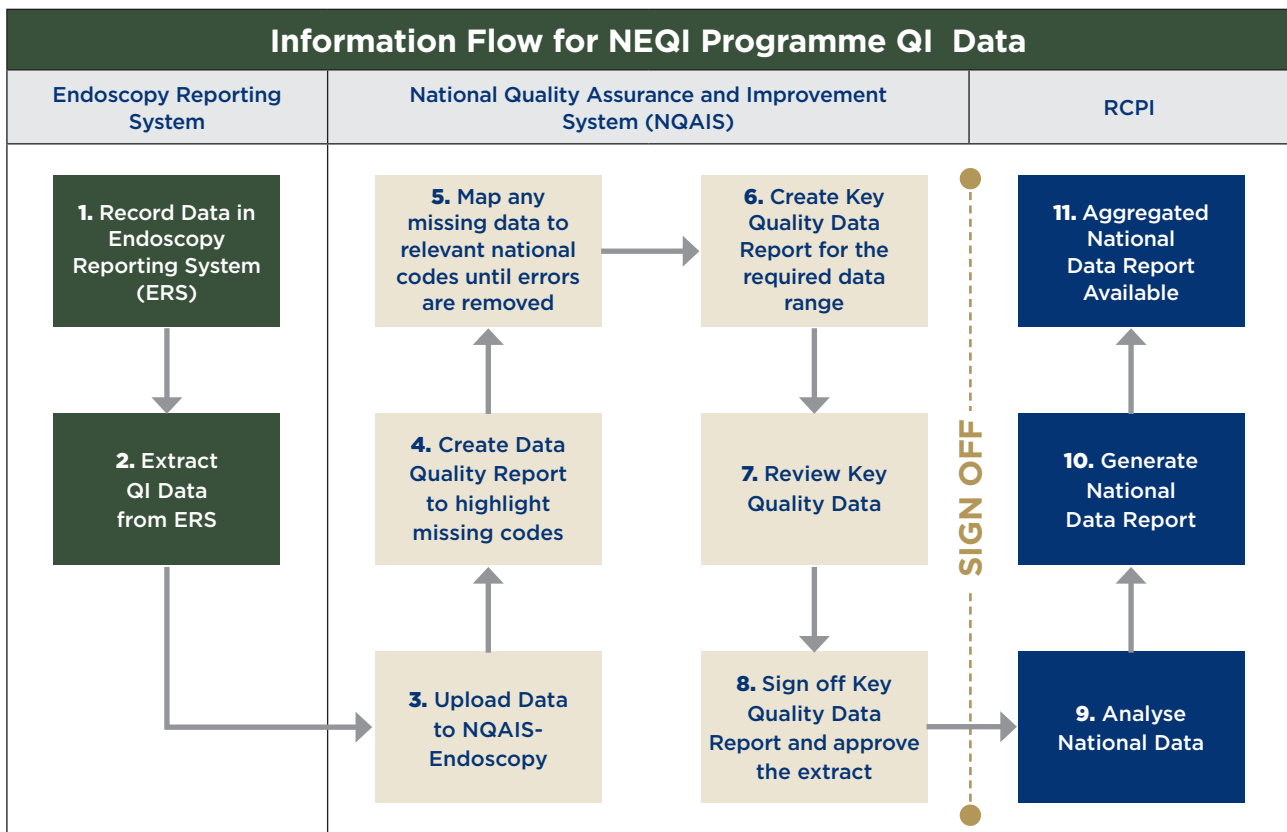 Information Flow for NEQI Programme QI Data
Endoscopy Reporting
System
National Quality Assurance and Improvement
System (NQAIS)
RCPI
1. Record Data in
Endoscopy
Reporting System
(ERS)
2. Extract
QI Data
from ERS
3. Upload Data
to NQAIS-
Endoscopy
4. Create Data
Quality Report
to highlight
missing codes
5. Map any
missing data to
relevant national
codes until errors
are removed
6. Create Key
Quality Data
Report for the
required data
range
7. Review Key
Quality Data
8. Sign off Key
Quality Data
Report and approve
the extract
SIGN OFF
9. Analyse
National Data
10. Generate
National
Data Report
11. Aggregated
National
Data Report
Available